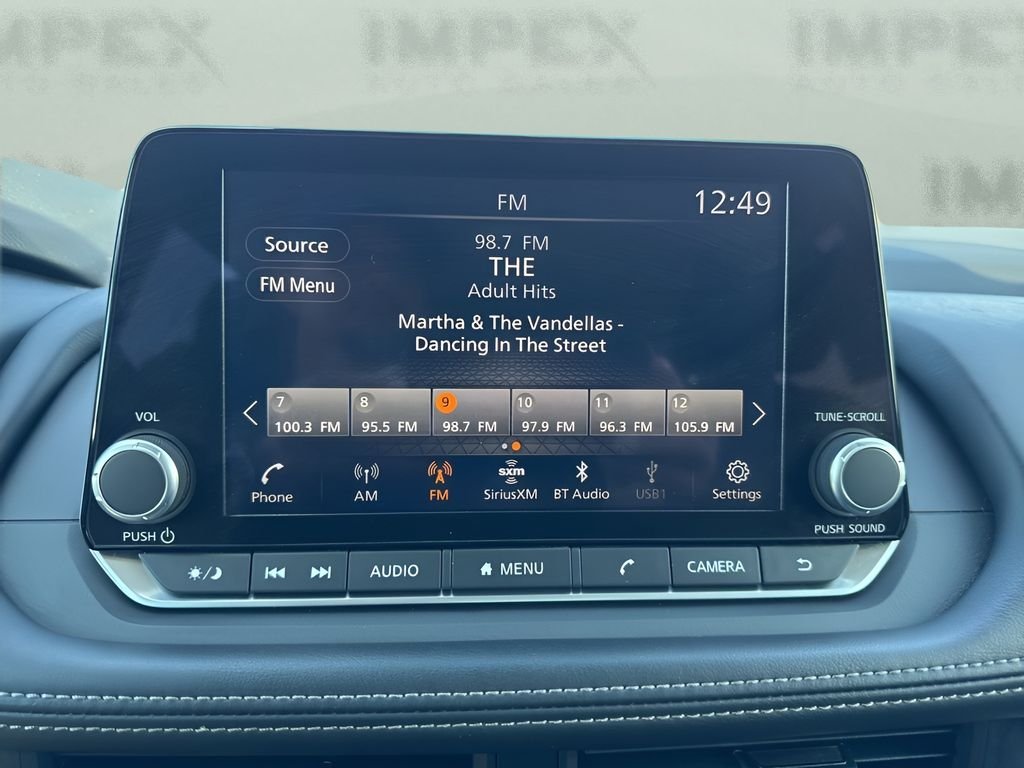 IMPEX
IMPEX
IMPEX
FM
12:49
Source
FM Menu
98.7 FM
THE
Adult Hits
Martha & The Vandellas -
Dancing In The Street
7 8 9 10 11 12
100.3 FM 95.5 FM 98.7 FM 97.9 FM 96.3 FM 105.9 FM
Phone AM FM SiriusXM BT Audio USB1 Settings
sxm
VOL
PUSH
TUNE·SCROLL
PUSH SOUND
AUDIO MENU CAMERA